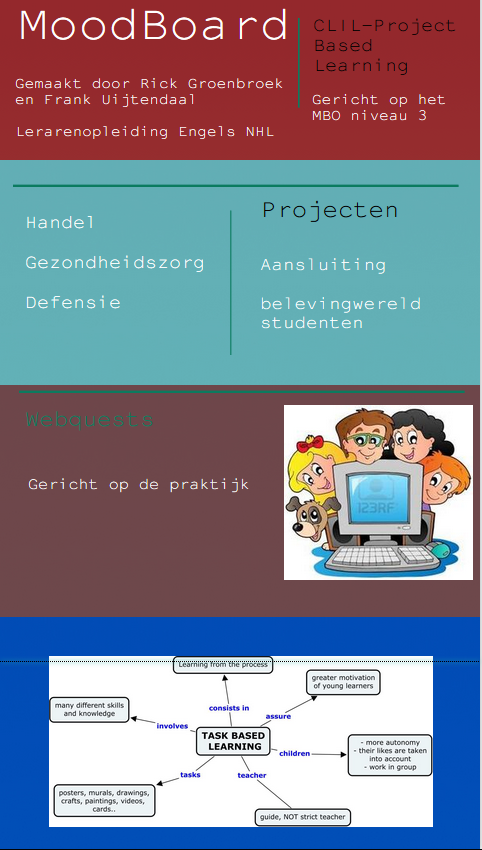 MoodBoard
Gemaakt door Rick Groenbroek
en Frank Uijtendaal
Lerarenopleiding Engels NHL
CLIL-Project
Based
Learning
Gericht op het
MBO niveau 3
Handel
Gezondheidszorg
Defensie
Projecten
Aansluiting
belevingwereld
studenten
Webquests
Gericht op de praktijk
123RF
Learning from the process
greater motivation
of young learners
many different skills
and knowledge
consists in
assure
involves
TASK BASED
LEARNING
children
- more autonomy
- their likes are taken
into account
- work in group
tasks
teacher
posters, murals, drawings,
crafts, paintings, videos,
cards..
guide, NOT strict teacher